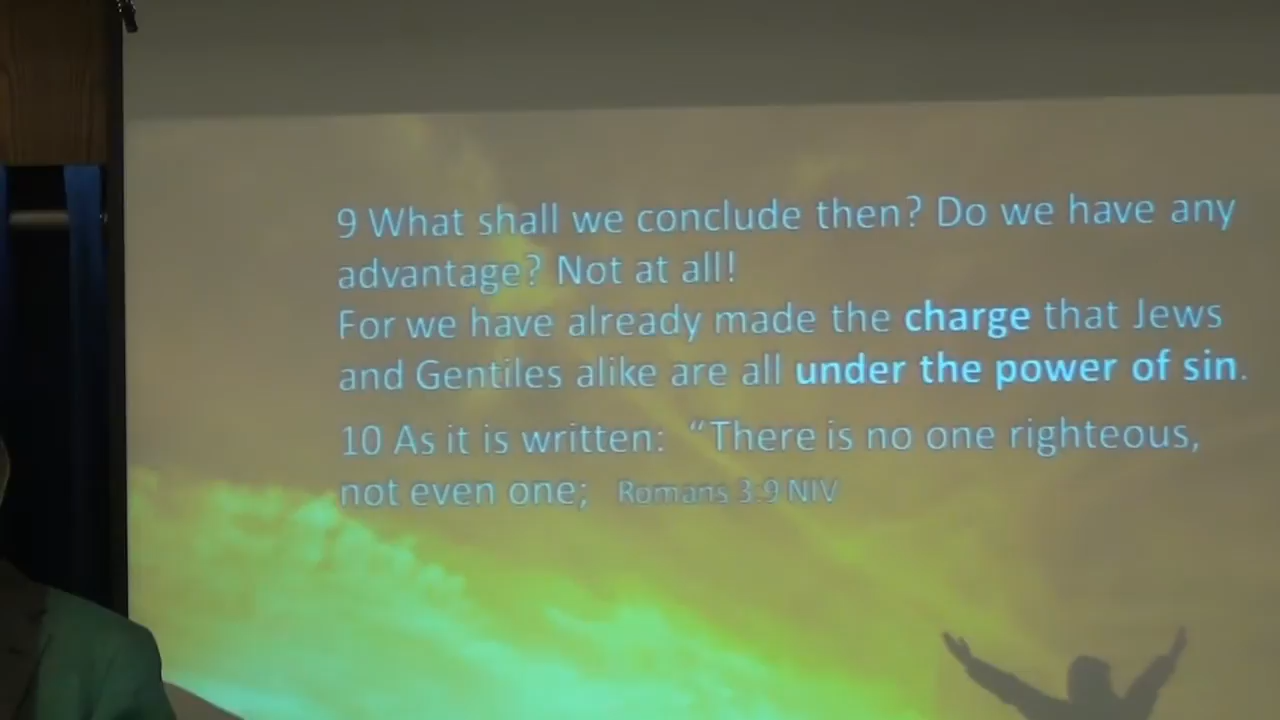 9 What shall we conclude then? Do we have any
advantage? Not at all!
For we have already made the charge that Jews
and Gentiles alike are all under the power of sin.
10 As it is written: “There is no one righteous,
not even one; Romans 3:9 NIV